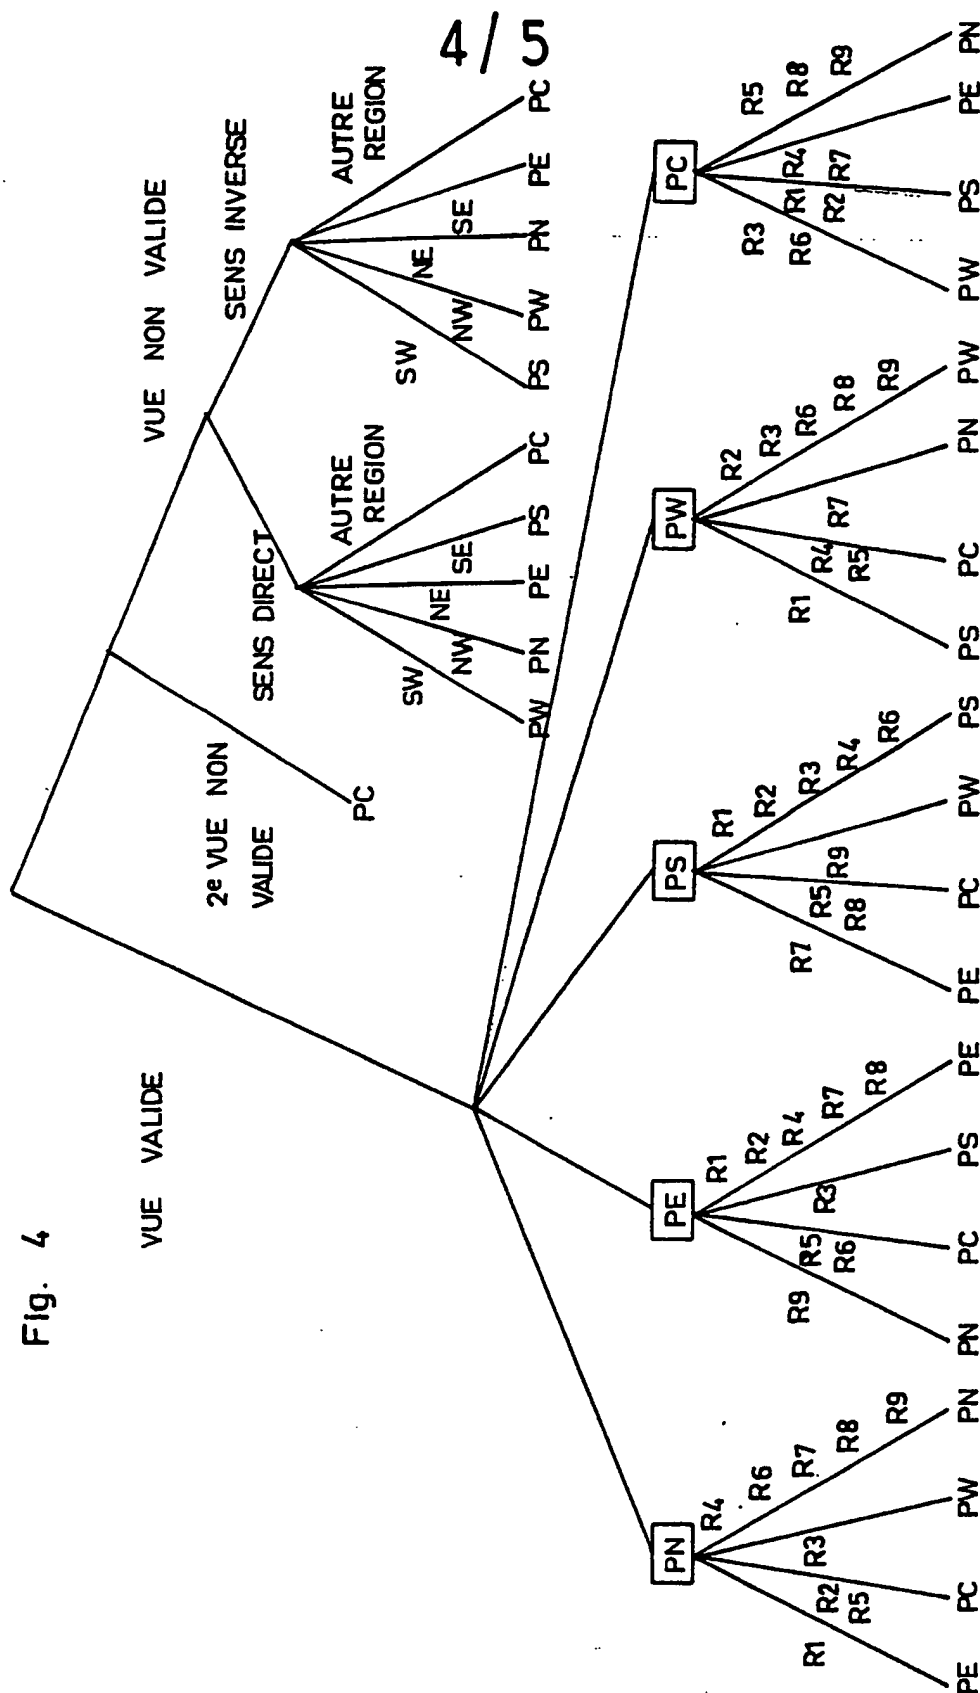 4/5
Fig. 4
VUE VALIDE
VUE NON VALIDE
2e VUE NON
VALIDE
PC
SENS DIRECT
SENS INVERSE
SW
NW
NE
SE
AUTRE
REGION
PW
PN
PE
PS
PC
SW
NW
NE
SE
AUTRE
REGION
PS
PW
PN
PE
PC
PN
R1
R2
R5
R3
R4
R6
R7
R8
R9
PE
PC
PW
PN
PE
R9
R5
R6
R3
R1
R2
R4
R7
R8
PN
PC
PS
PE
PS
R7
R5
R8
R9
R1
R2
R3
R4
R6
PE
PC
PW
PS
PW
R1
R4
R5
R7
R2
R3
R6
R8
R9
PS
PC
PN
PW
PC
R3
R6
R1
R2
R4
R7
R5
R8
R9
PW
PS
PE
PN